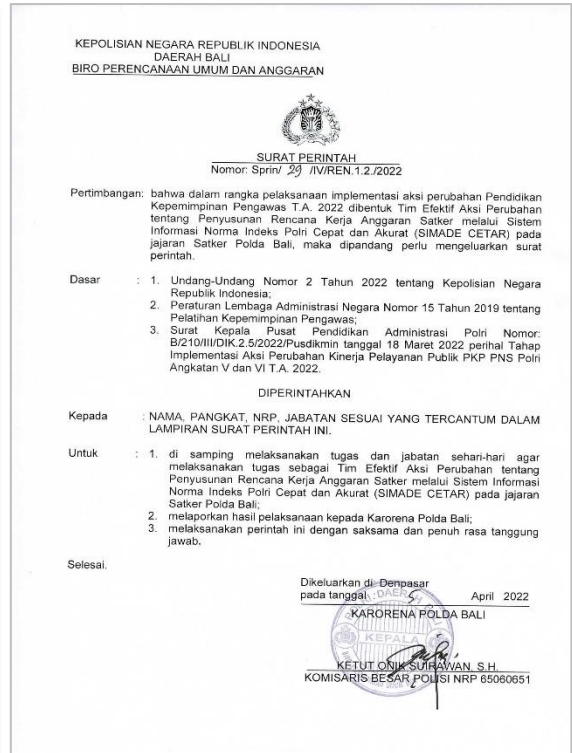 KEPOLISIAN NEGARA REPUBLIK INDONESIA
DAERAH BALI
BIRO PERENCANAAN UMUM DAN ANGGARAN
SURAT PERINTAH
Nomor: Sprin/ 29 /IV/REN.1.2./2022
Pertimbangan: bahwa dalam rangka pelaksanaan implementasi aksi perubahan Pendidikan
Kepemimpinan Pengawas T.A. 2022 dibentuk Tim Efektif Aksi Perubahan
tentang Penyusunan Rencana Kerja Anggaran Satker melalui Sistem
Informasi Norma Indeks Polri Cepat dan Akurat (SIMADE CETAR) pada
jajaran Satker Polda Bali, maka dipandang perlu mengeluarkan surat
perintah.
Dasar : 1. Undang-Undang Nomor 2 Tahun 2022 tentang Kepolisian Negara
Republik Indonesia;
2. Peraturan Lembaga Administrasi Negara Nomor 15 Tahun 2019 tentang
Pelatihan Kepemimpinan Pengawas;
3. Surat Kepala Pusat Pendidikan Administrasi Polri Nomor:
B/210/III/DIK.2.5/2022/Pusdikmin tanggal 18 Maret 2022 perihal Tahap
Implementasi Aksi Perubahan Kinerja Pelayanan Publik PKP PNS Polri
Angkatan V dan VI T.A. 2022.
DIPERINTAHKAN
Kepada : NAMA, PANGKAT, NRP, JABATAN SESUAI YANG TERCANTUM DALAM
LAMPIRAN SURAT PERINTAH INI.
Untuk : 1. di samping melaksanakan tugas dan jabatan sehari-hari agar
melaksanakan tugas sebagai Tim Efektif Aksi Perubahan tentang
Penyusunan Rencana Kerja Anggaran Satker melalui Sistem Informasi
Norma Indeks Polri Cepat dan Akurat (SIMADE CETAR) pada jajaran
Satker Polda Bali;
2. melaporkan hasil pelaksanaan kepada Karorena Polda Bali;
3. melaksanakan perintah ini dengan saksama dan penuh rasa tanggung
jawab.
Selesai.
Dikeluarkan di Denpasar
pada tanggal 5 April 2022
KARORENA POLDA BALI
KEPALA
KETUT ONIK SUIRAWAN, S.H.
KOMISARIS BESAR POLISI NRP 65060651